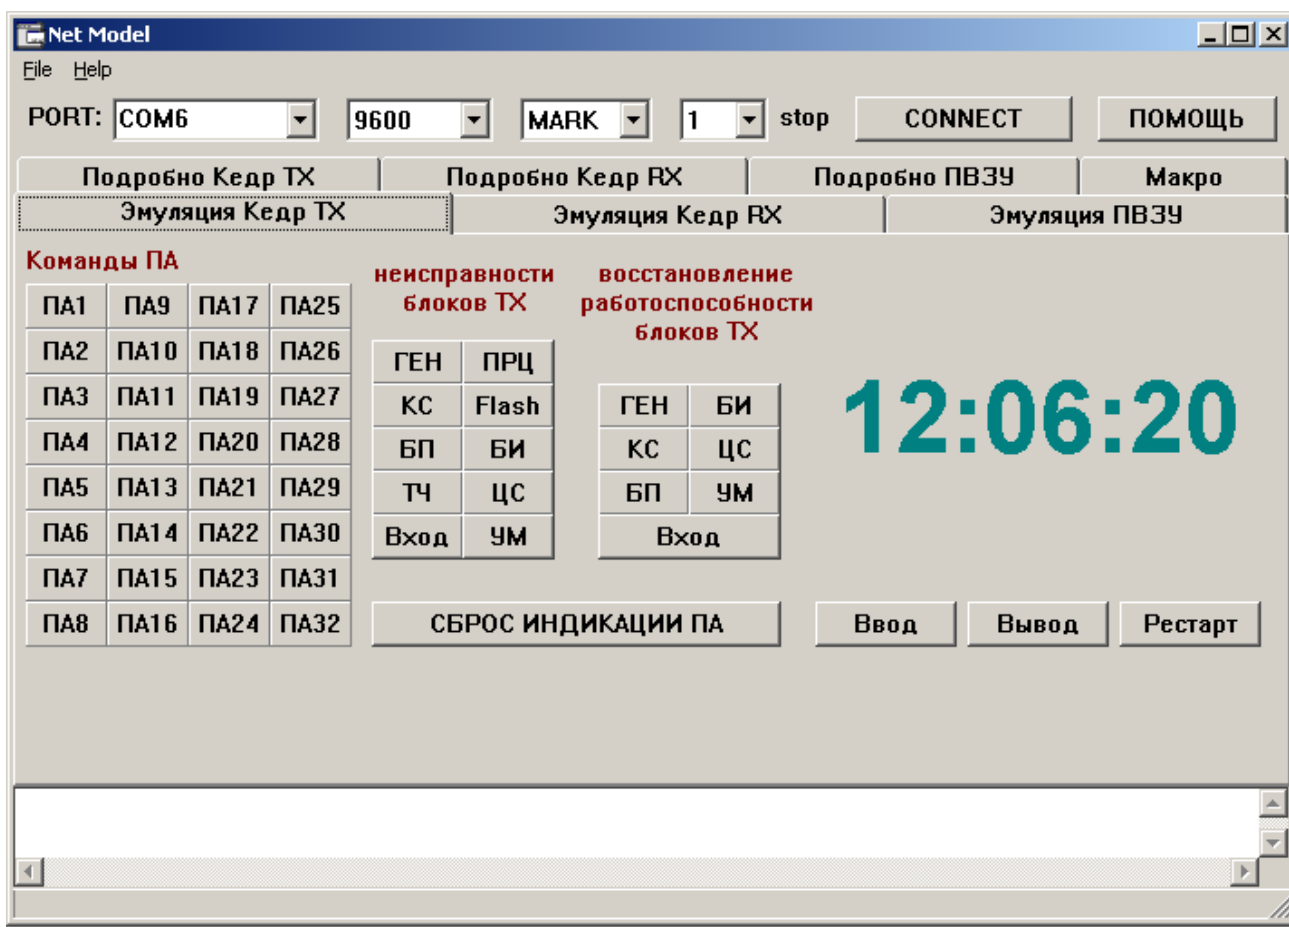 Net Model
File Help
PORT: COM6 9600 MARK 1 stop CONNECT ПОМОЩЬ
Подробно Кедр TX Подробно Кедр RX Подробно ПВЗУ Макро
Эмуляция Кедр TX Эмуляция Кедр RX Эмуляция ПВЗУ
Команды ПА
ПА1 ПА9 ПА17 ПА25
ПА2 ПА10 ПА18 ПА26
ПА3 ПА11 ПА19 ПА27
ПА4 ПА12 ПА20 ПА28
ПА5 ПА13 ПА21 ПА29
ПА6 ПА14 ПА22 ПА30
ПА7 ПА15 ПА23 ПА31
ПА8 ПА16 ПА24 ПА32
неисправности
блоков TX
ГЕН ПРЦ
КС Flash
БП БИ
ТЧ ЦС
Вход УМ
восстановление
работоспособности
блоков TX
ГЕН БИ
КС ЦС
БП УМ
Вход
12:06:20
СБРОС ИНДИКАЦИИ ПА Ввод Вывод Рестарт